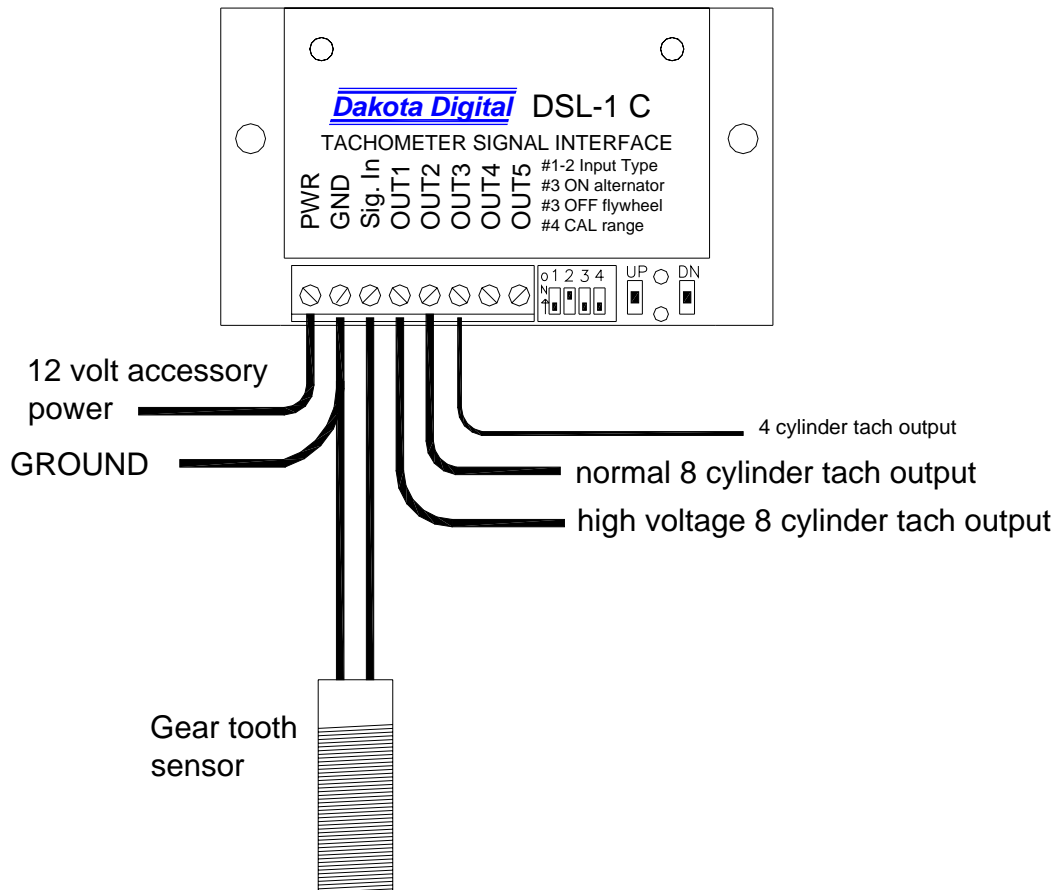 Dakota Digital DSL-1 C
TACHOMETER SIGNAL INTERFACE
PWR
GND
Sig. In
OUT1
OUT2
OUT3
OUT4
OUT5
#1-2 Input Type
#3 ON alternator
#3 OFF flywheel
#4 CAL range
ON
1 2 3 4
UP
DN
12 volt accessory
power
GROUND
4 cylinder tach output
normal 8 cylinder tach output
high voltage 8 cylinder tach output
Gear tooth
sensor